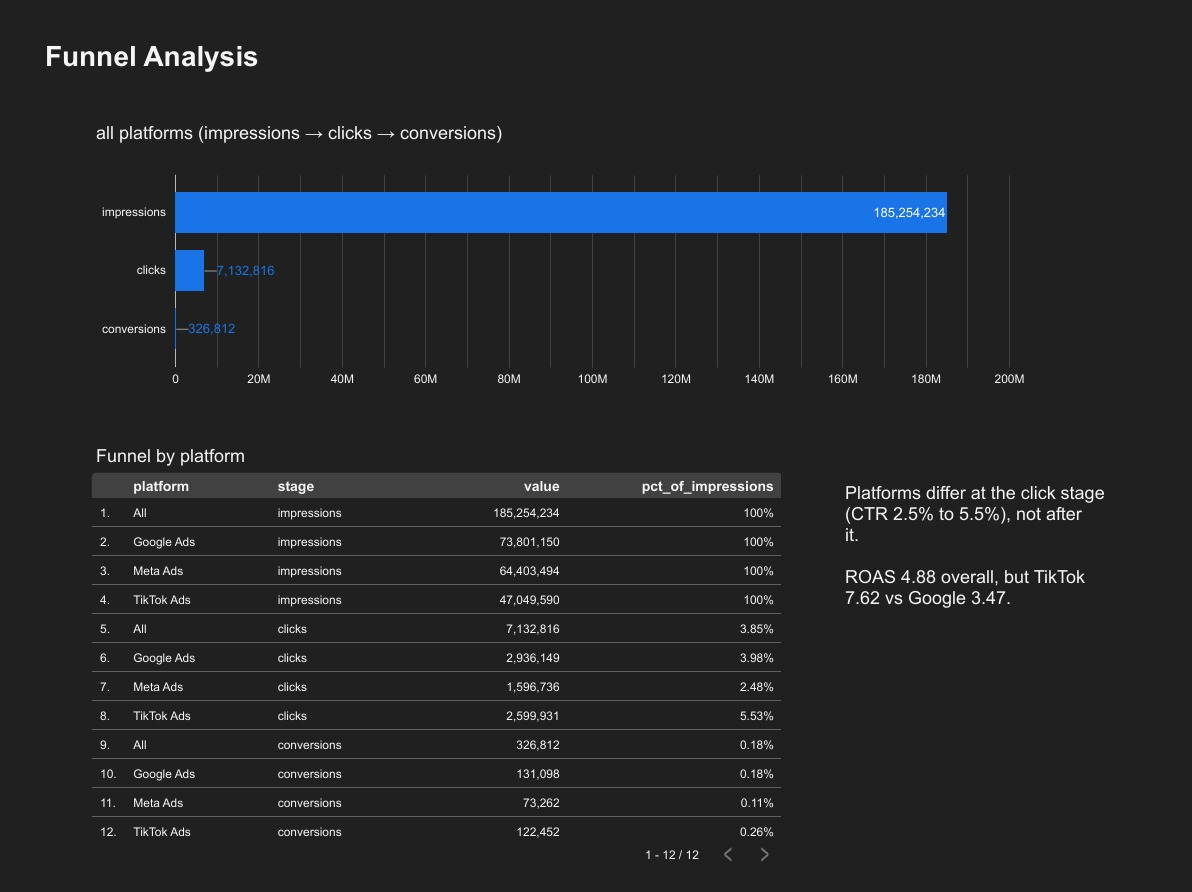 Funnel Analysis
all platforms (impressions → clicks → conversions)
impressions 185,254,234
clicks 7,132,816
conversions 326,812
0 20M 40M 60M 80M 100M 120M 140M 160M 180M 200M
Funnel by platform
platform stage value pct_of_impressions
1. All impressions 185,254,234 100%
2. Google Ads impressions 73,801,150 100%
3. Meta Ads impressions 64,403,494 100%
4. TikTok Ads impressions 47,049,590 100%
5. All clicks 7,132,816 3.85%
6. Google Ads clicks 2,936,149 3.98%
7. Meta Ads clicks 1,596,736 2.48%
8. TikTok Ads clicks 2,599,931 5.53%
9. All conversions 326,812 0.18%
10. Google Ads conversions 131,098 0.18%
11. Meta Ads conversions 73,262 0.11%
12. TikTok Ads conversions 122,452 0.26%
1 - 12 / 12
Platforms differ at the click stage
(CTR 2.5% to 5.5%), not after
it.
ROAS 4.88 overall, but TikTok
7.62 vs Google 3.47.